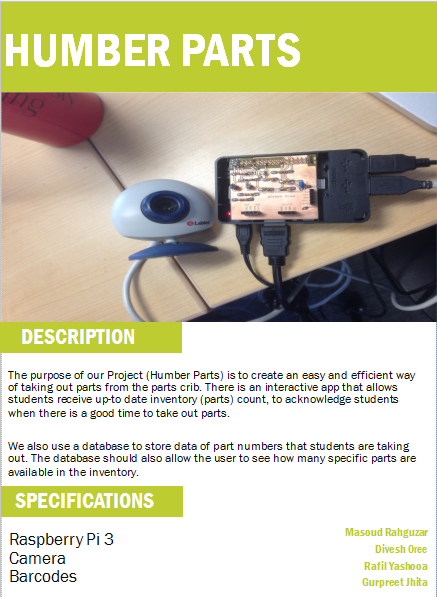 HUMBER PARTS
DESCRIPTION
The purpose of our Project (Humber Parts) is to create an easy and efficient way
of taking out parts from the parts crib. There is an interactive app that allows
students receive up-to date inventory (parts) count, to acknowledge students
when there is a good time to take out parts.
We also use a database to store data of part numbers that students are taking
out. The database should also allow the user to see how many specific parts are
available in the inventory.
SPECIFICATIONS
Raspberry Pi 3
Camera
Barcodes
Masoud Rahguzar
Divesh Oree
Rafil Yashooa
Gurpreet Jhita